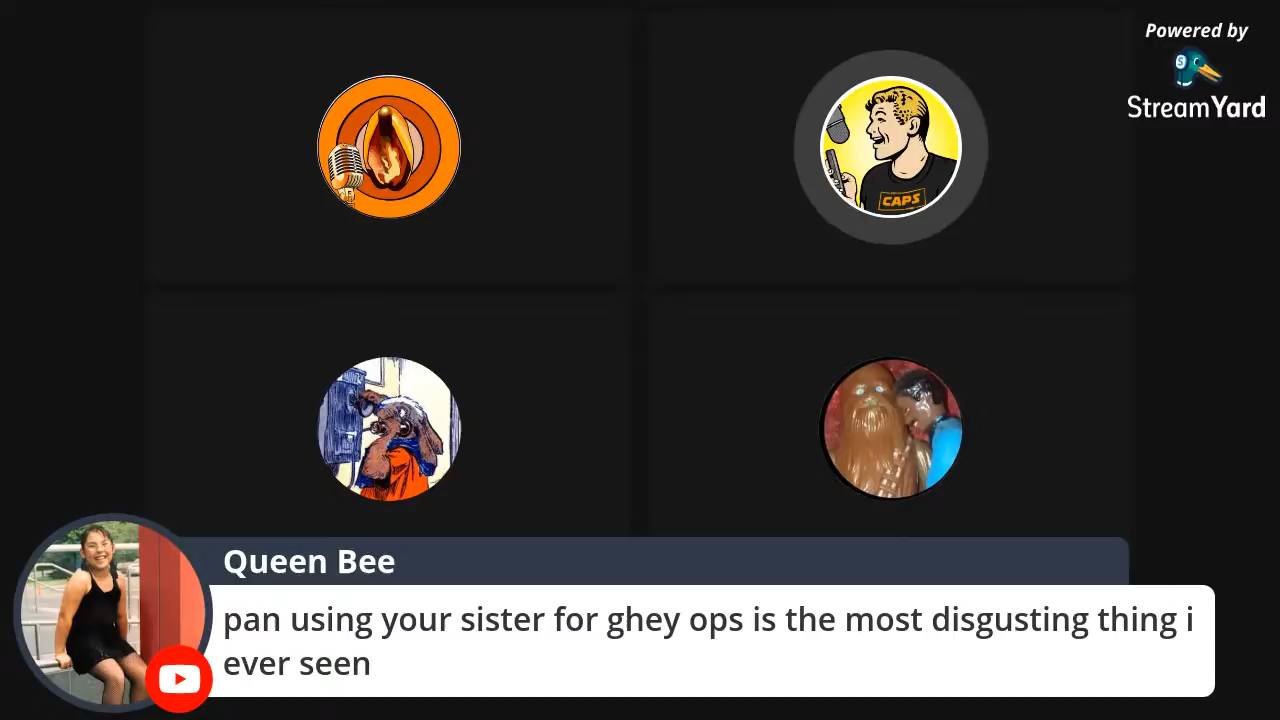 Powered by
StreamYard
CAPS
Queen Bee
pan using your sister for ghey ops is the most disgusting thing i
ever seen